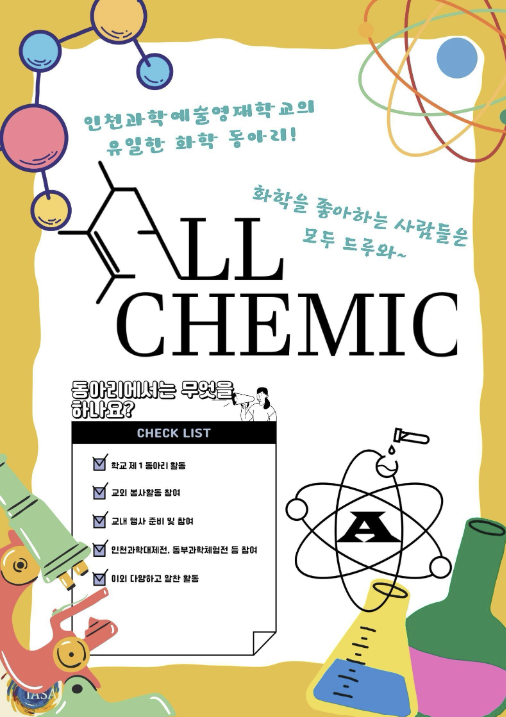 인천과학예술영재학교의
유일한 화학 동아리!
화학을 좋아하는 사람들은
모두 드루와~
ALL
CHEMIC
동아리에서는 무엇을
하나요?
CHECK LIST
학교 제 1 동아리 활동
교외 봉사활동 참여
교내 행사 준비 및 참여
인천과학대제전, 동부과학체험전 등 참여
이외 다양하고 알찬 활동
A
IASA